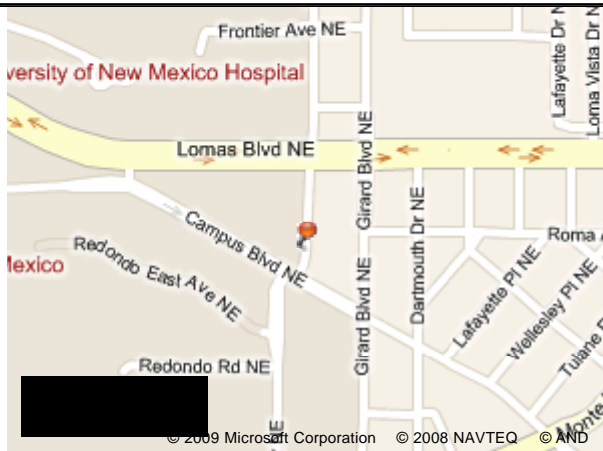 Frontier Ave NE
Lafayette Dr N
Loma Vista Dr N
versity of New Mexico Hospital
Lomas Blvd NE
Girard Blvd NE
Campus Blvd NE
Dartmouth Dr NE
Roma A
Mexico
Redondo East Ave NE
Girard Blvd NE
Lafayette Pl NE
Wellesley Pl NE
Tulane
Redondo Rd NE
Monte
NE
© 2009 Microsoft Corporation © 2008 NAVTEQ © AND